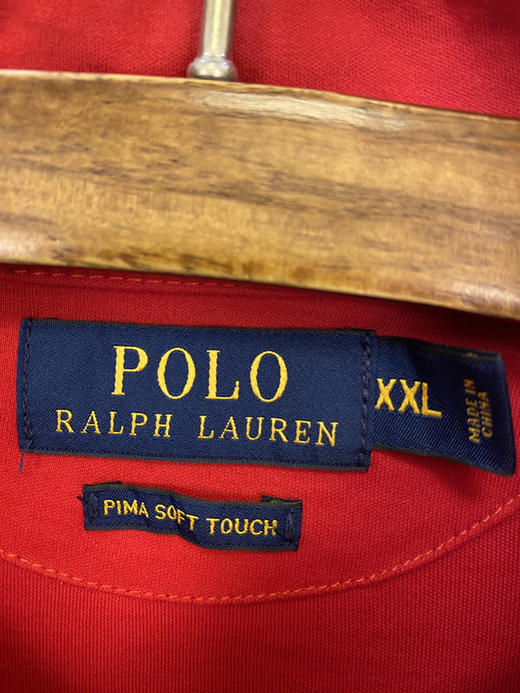 POLO
RALPH LAUREN
XXL
MADE IN
CHINA
PIMA SOFT TOUCH